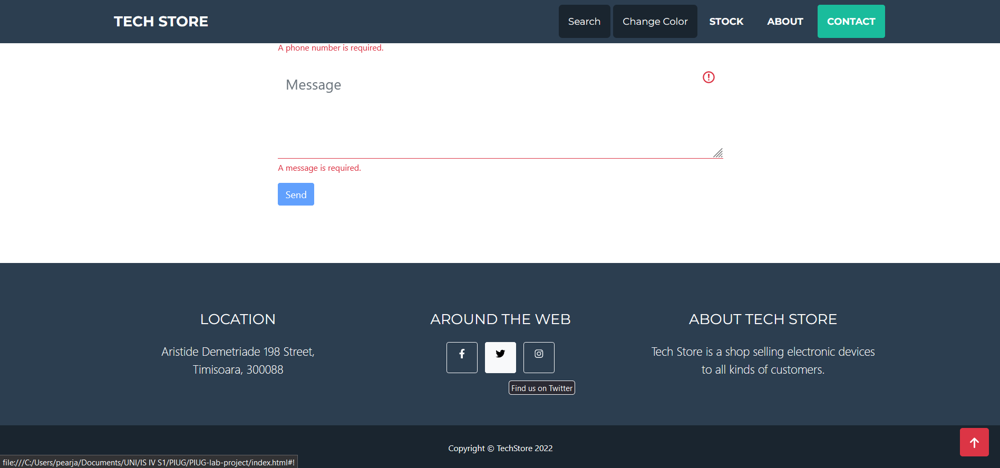 TECH STORE
Search
Change Color
STOCK
ABOUT
CONTACT
A phone number is required.
Message
A message is required.
Send
LOCATION
Aristide Demetriade 198 Street,
Timisoara, 300088
AROUND THE WEB
Find us on Twitter
ABOUT TECH STORE
Tech Store is a shop selling electronic devices
to all kinds of customers.
Copyright © TechStore 2022
file:///C:/Users/pearja/Documents/UNI/IS IV S1/PIUG/PIUG-lab-project/index.html#!